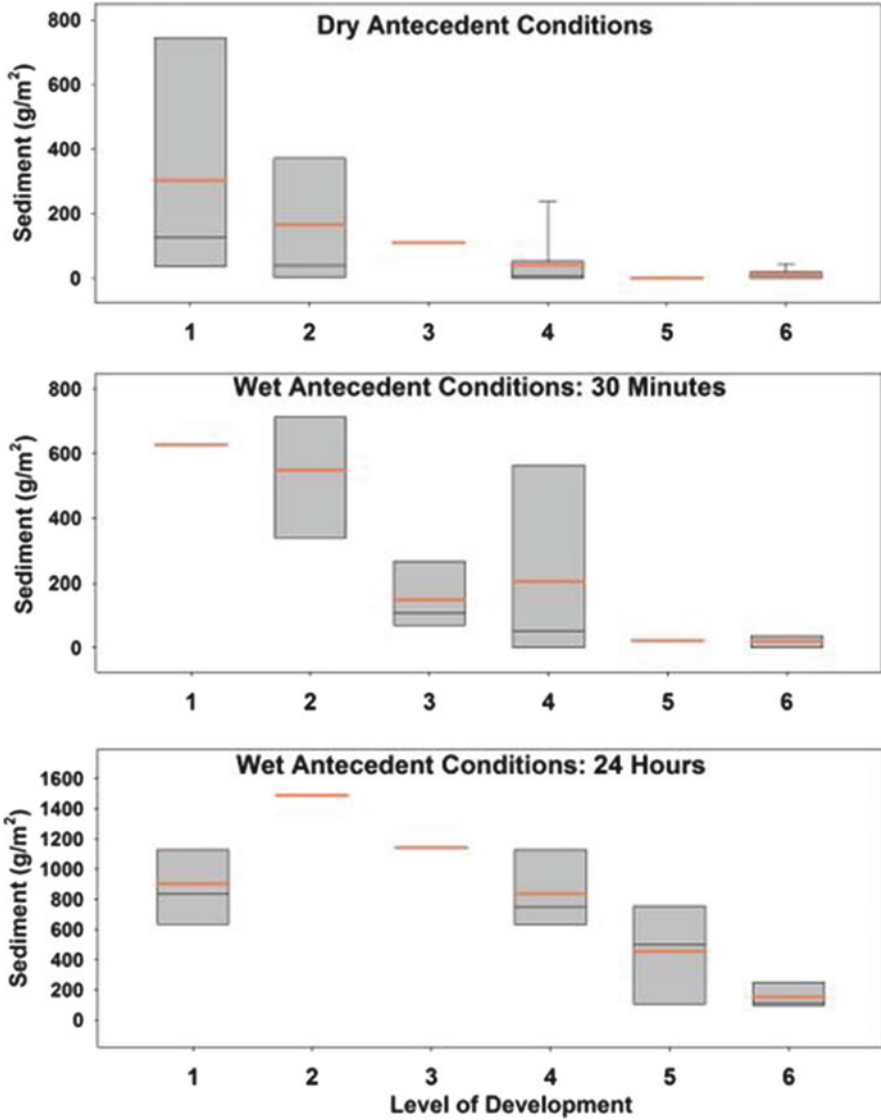 Dry Antecedent Conditions
800
600
400
200
0
Sediment (g/m²)
1 2 3 4 5 6
Wet Antecedent Conditions: 30 Minutes
800
600
400
200
0
Sediment (g/m²)
1 2 3 4 5 6
Wet Antecedent Conditions: 24 Hours
1600
1400
1200
1000
800
600
400
200
0
Sediment (g/m²)
1 2 3 4 5 6
Level of Development